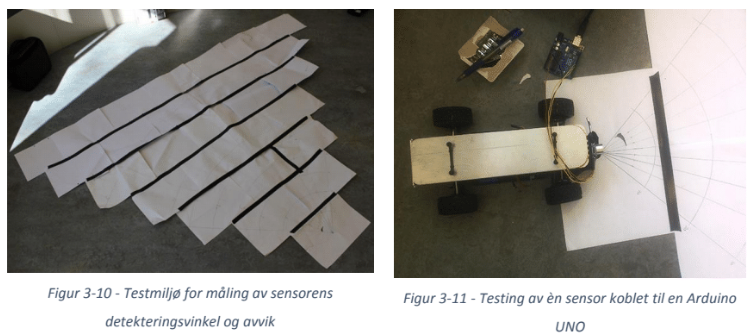 Figur 3-10 - Testmiljø for måling av sensorens
detekteringsvinkel og avvik
Figur 3-11 - Testing av èn sensor koblet til en Arduino
UNO